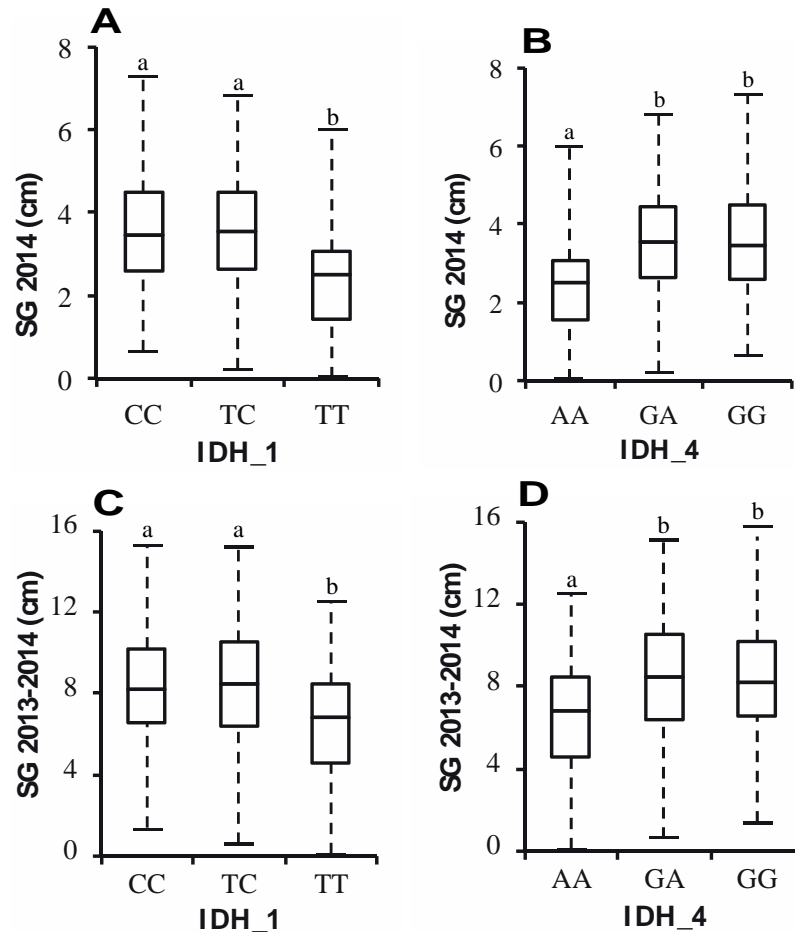 A
SG 2014 (cm)
8
6
4
2
0
a
a
b
CC TC TT
IDH_1
B
SG 2014 (cm)
8
6
4
2
0
a
b
b
AA GA GG
IDH_4
C
SG 2013-2014 (cm)
16
12
8
4
0
a
a
b
CC TC TT
IDH_1
D
SG 2013-2014 (cm)
16
12
8
4
0
a
b
b
AA GA GG
IDH_4